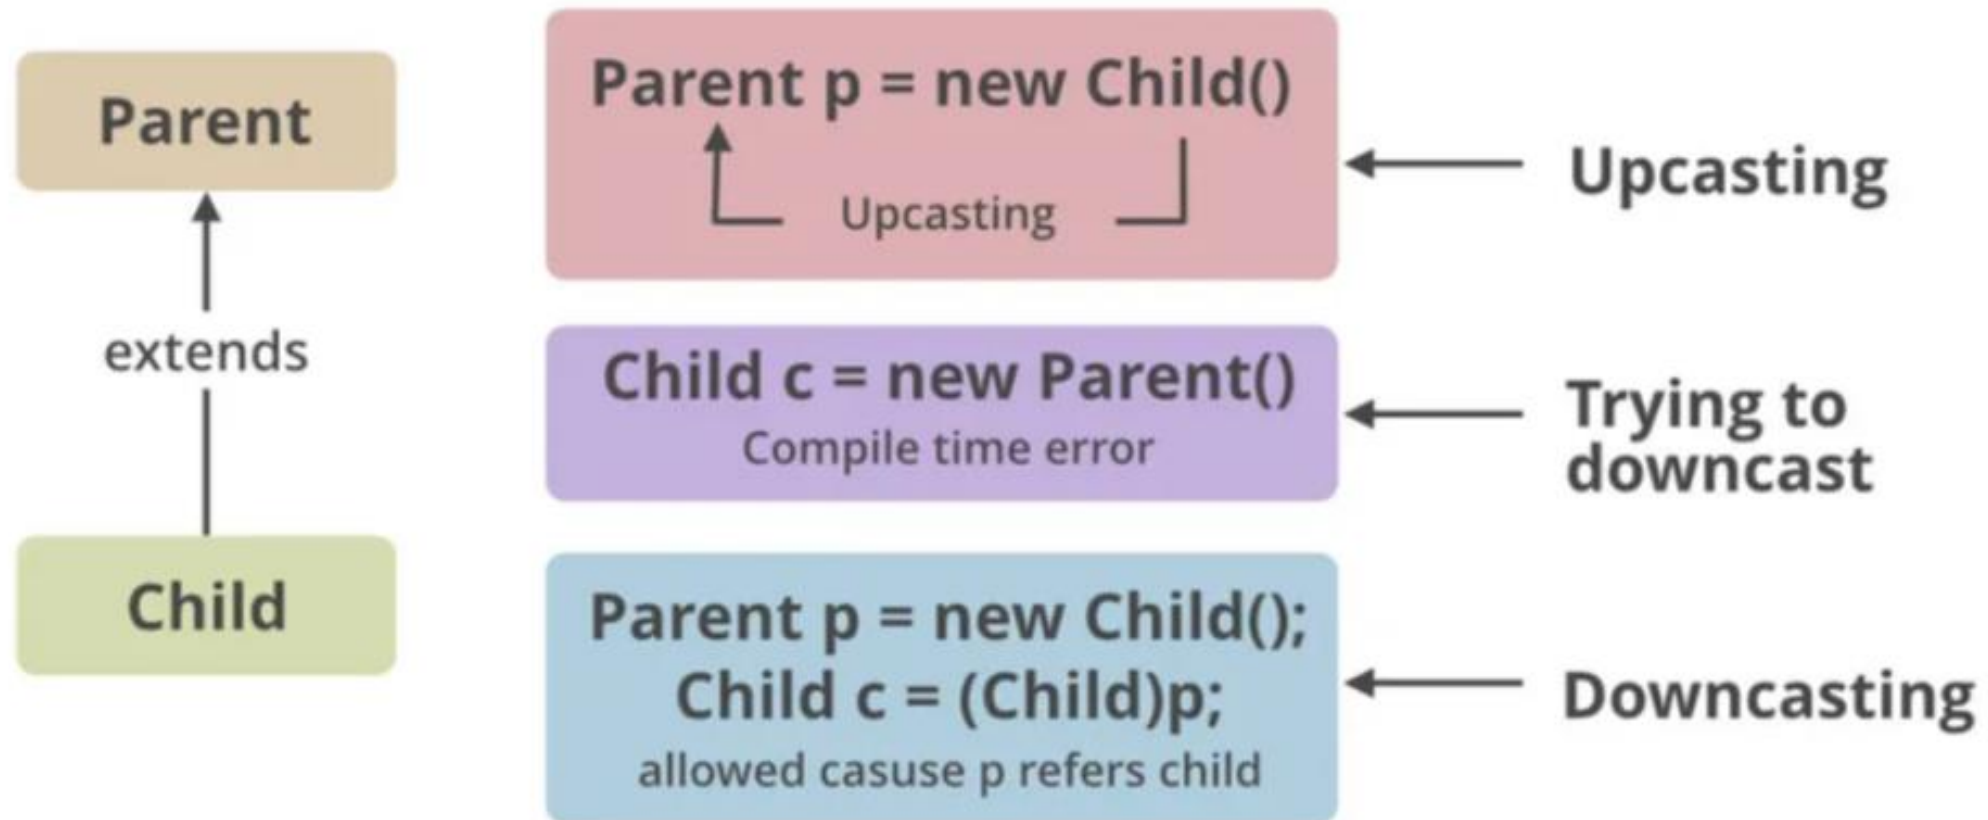 Parent
extends
Child
Parent p = new Child()
Upcasting
Upcasting
Child c = new Parent()
Compile time error
Trying to
downcast
Parent p = new Child();
Child c = (Child)p;
allowed casuse p refers child
Downcasting